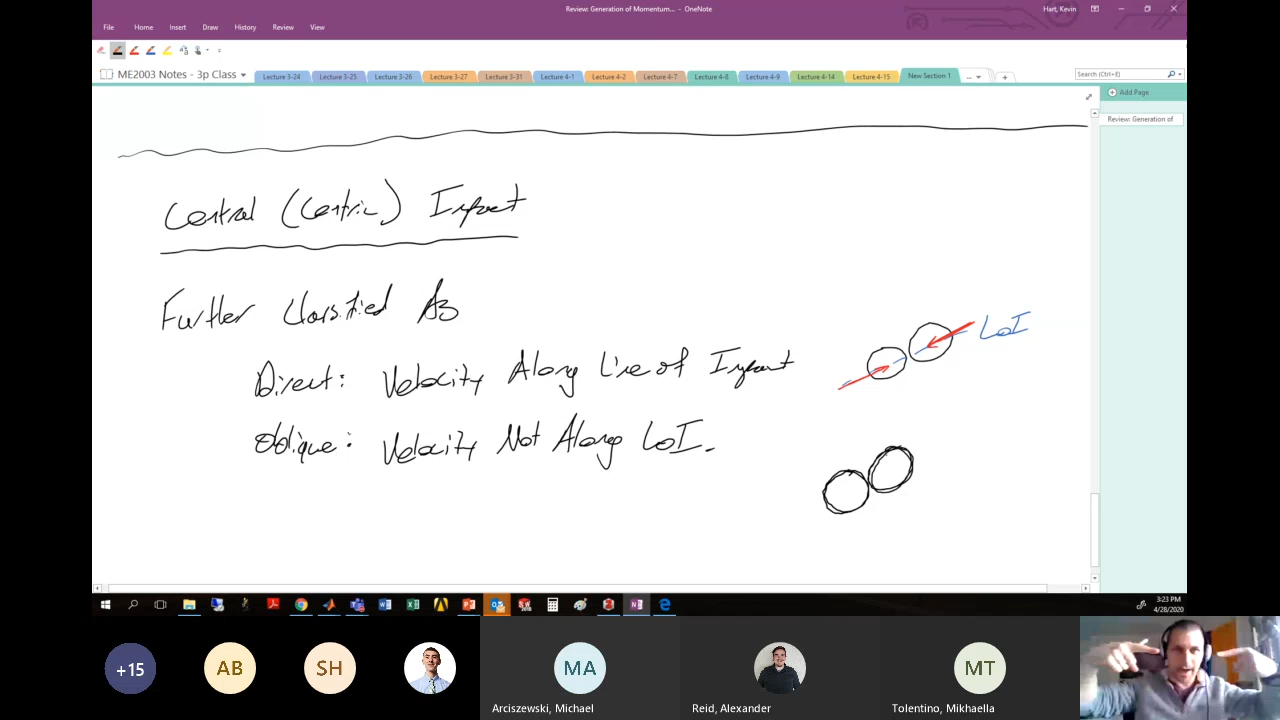 Review: Generation of Momentum... - OneNote
Hart, Kevin
File Home Insert Draw History Review View
ME2003 Notes - 3p Class
Lecture 3-24 Lecture 3-25 Lecture 3-26 Lecture 3-27 Lecture 3-31 Lecture 4-1 Lecture 4-2 Lecture 4-7 Lecture 4-8 Lecture 4-9 Lecture 4-14 Lecture 4-15 New Section 1 ...
Search (Ctrl+E)
Add Page
Review: Generation of
Central (Centric) Impact
Further Classified As
Direct: Velocity Along Line of Impact
Oblique: Velocity Not Along LoI.
LoI
3:23 PM
4/28/2020
+15
AB
SH
MA
MT
Arciszewski, Michael
Reid, Alexander
Tolentino, Mikhaella